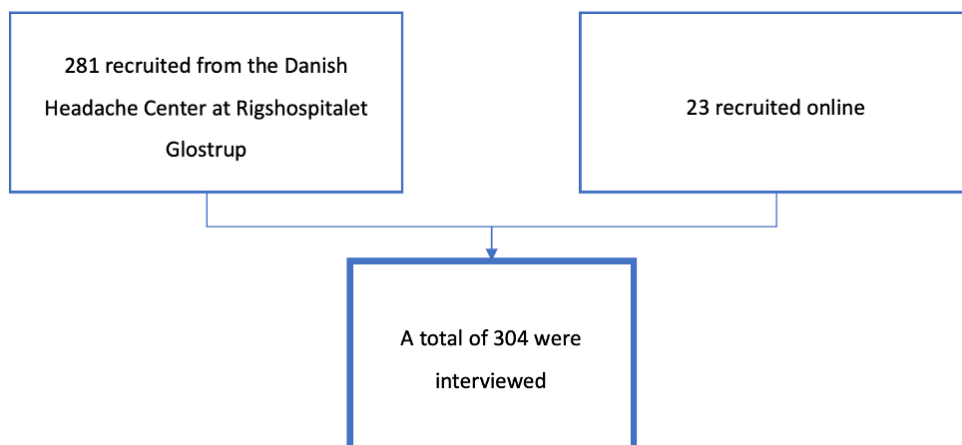 281 recruited from the Danish
Headache Center at Rigshospitalet
Glostrup
23 recruited online
A total of 304 were
interviewed